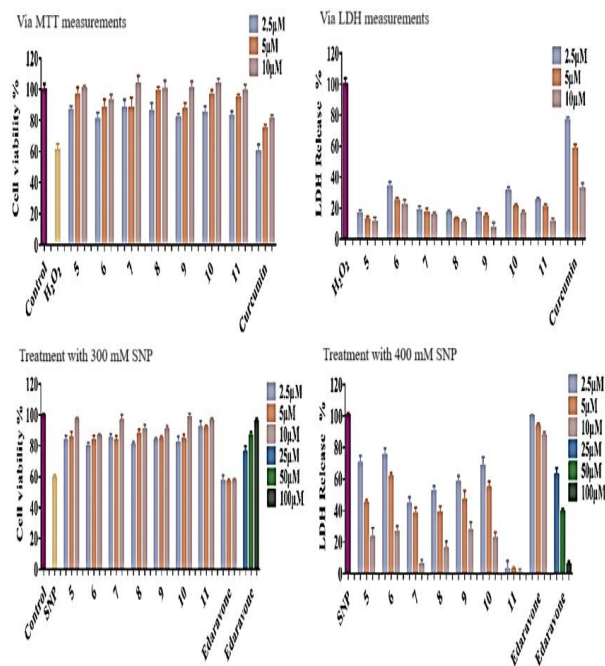 Via MTT measurements
2.5µM
5µM
10µM
Cell viability %
120
100
80
60
40
20
0
Control
H₂O₂
5
6
7
8
9
10
11
Curcumin
Via LDH measurements
2.5µM
5µM
10µM
LDH Release %
120
100
80
60
40
20
0
H₂O₂
5
6
7
8
9
10
11
Curcumin
Treatment with 300 mM SNP
2.5µM
5µM
10µM
25µM
50µM
100µM
Cell viability %
120
100
80
60
40
20
0
Control
SNP
5
6
7
8
9
10
11
Edaravone
Edaravone
Treatment with 400 mM SNP
2.5µM
5µM
10µM
25µM
50µM
100µM
LDH Release %
120
100
80
60
40
20
0
SNP
5
6
7
8
9
10
11
Edaravone
Edaravone